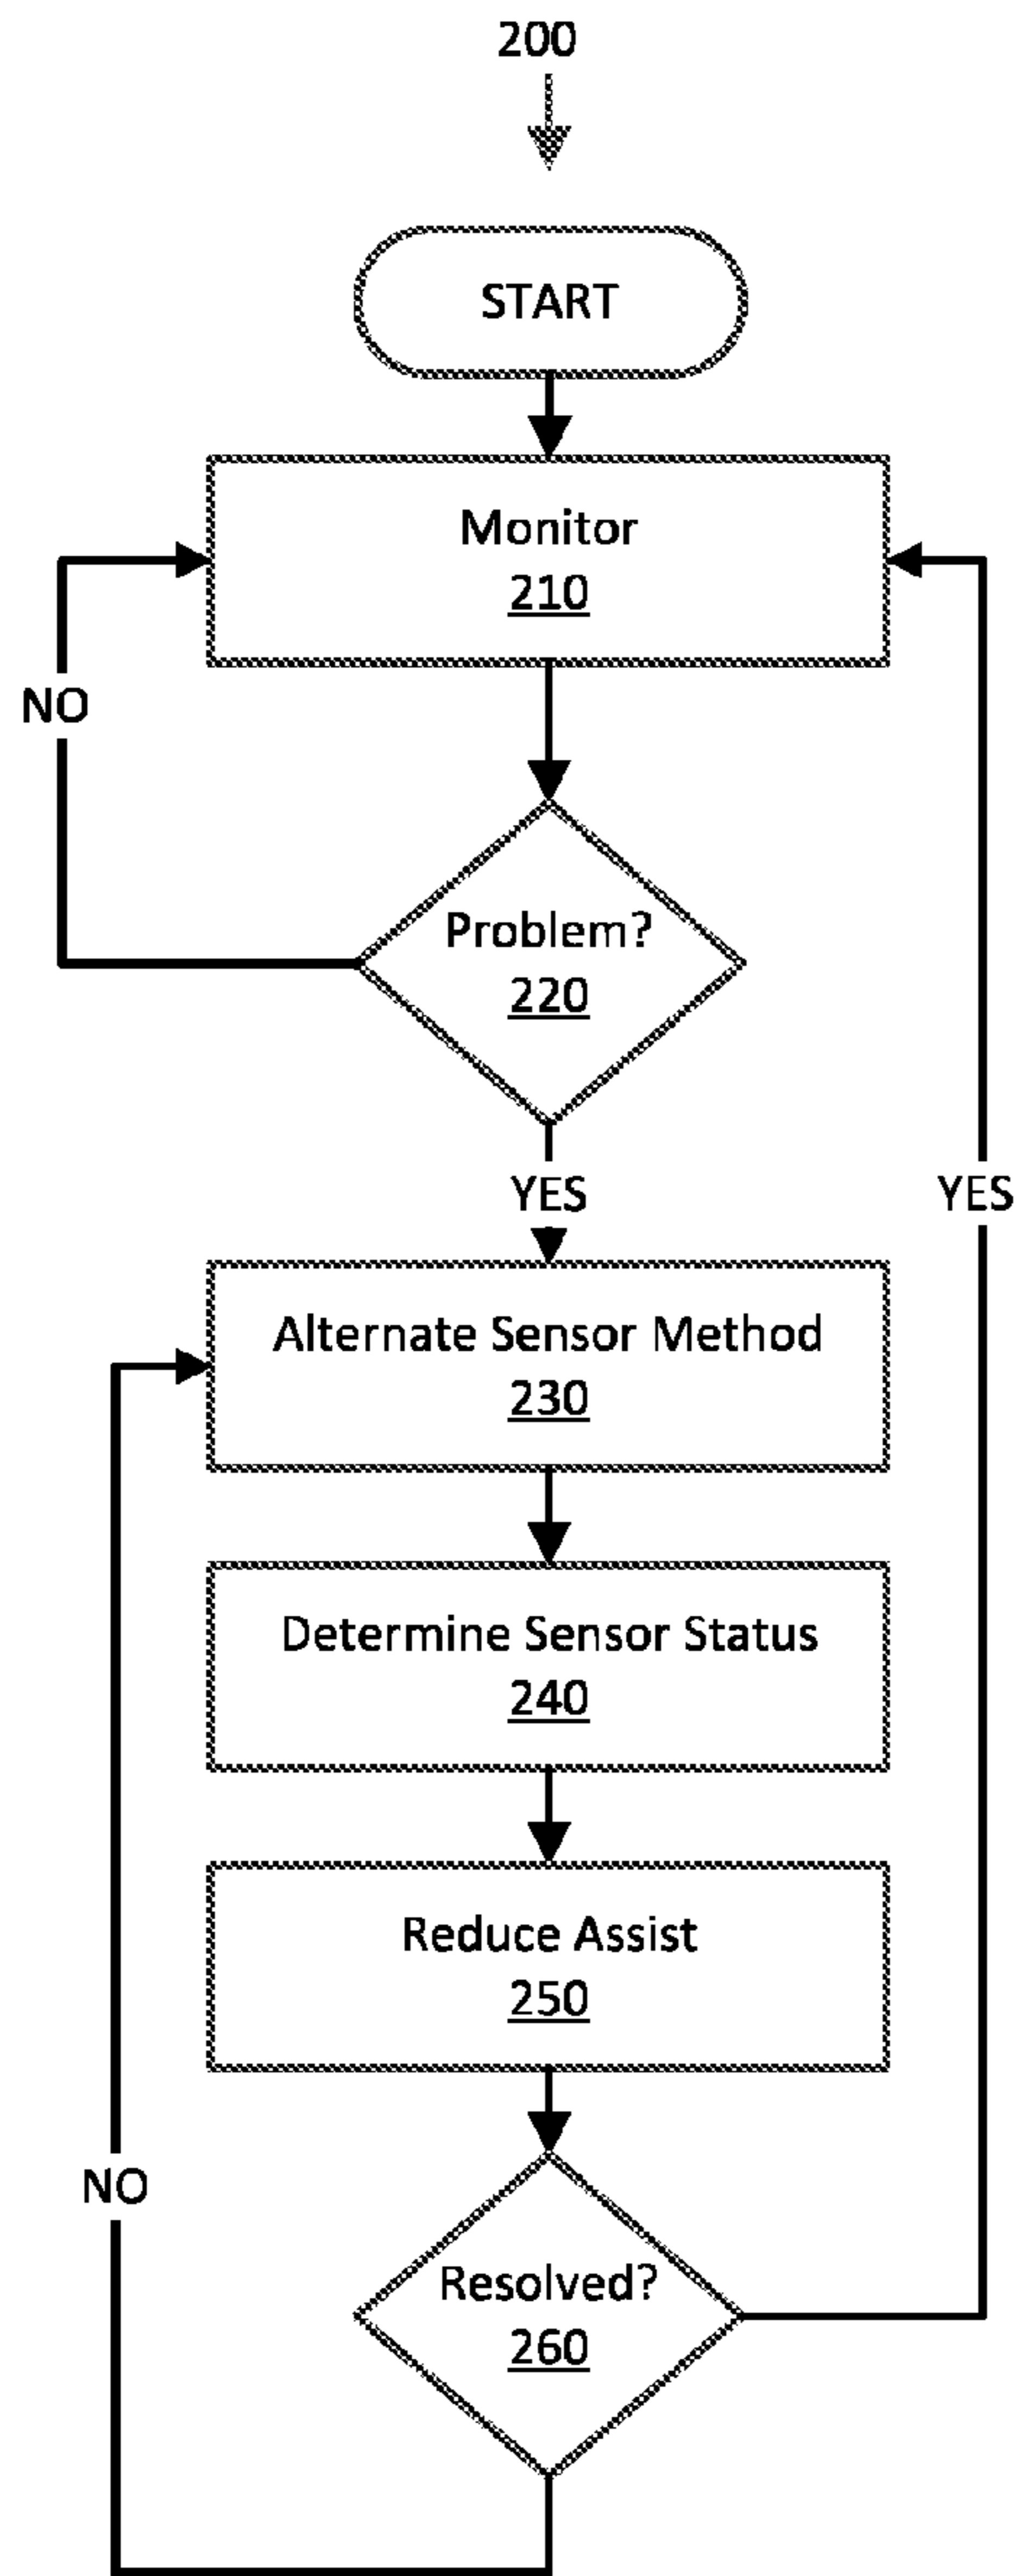 200
START
Monitor
210
NO
Problem?
220
YES
YES
Alternate Sensor Method
230
Determine Sensor Status
240
Reduce Assist
250
NO
Resolved?
260